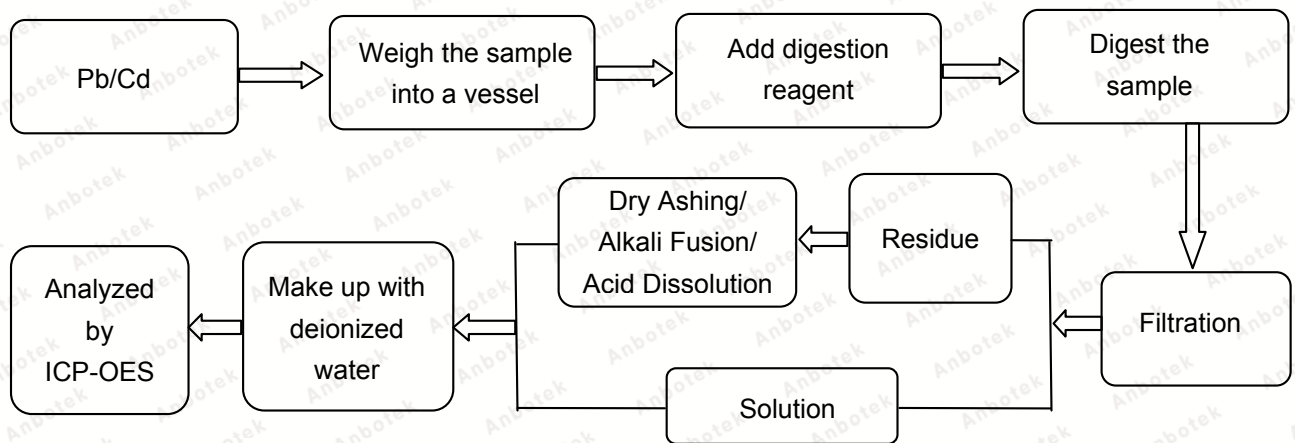 Pb/Cd
Weigh the sample
into a vessel
Add digestion
reagent
Digest the
sample
Filtration
Residue
Dry Ashing/
Alkali Fusion/
Acid Dissolution
Solution
Make up with
deionized
water
Analyzed
by
ICP-OES
Anbotek